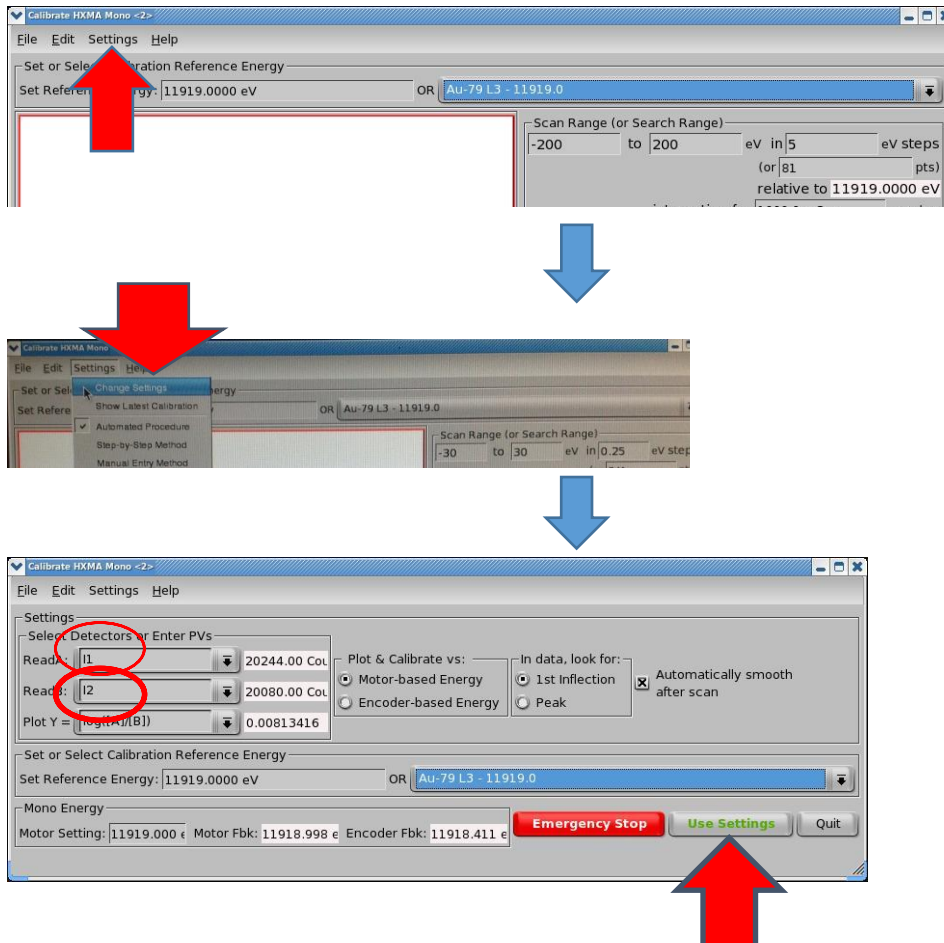 Calibrate HXMA Mono <2>
File Edit Settings Help
Set or Sele ration Reference Energy
Set Referen gy: 11919.0000 eV OR Au-79 L3 - 11919.0
Scan Range (or Search Range)
-200 to 200 eV in 5 eV steps
(or 81 pts)
relative to 11919.0000 eV
Calibrate HXMA Mono
File Edit Settings Help
Change Settings
Set or Sel ergy
Show Latest Calibration
Set Refere OR Au-79 L3 - 11919.0
Automated Procedure
Step-by-Step Method
Manual Entry Method
Scan Range (or Search Range)
-30 to 30 eV in 0.25 eV step
Calibrate HXMA Mono <2>
File Edit Settings Help
Settings
Select Detectors or Enter PVs
ReadA: I1 20244.00 Cou
ReadB: I2 20080.00 Cou
Plot Y = log([A]/[B]) 0.00813416
Plot & Calibrate vs:
Motor-based Energy
Encoder-based Energy
In data, look for:
1st Inflection
Peak
Automatically smooth
after scan
Set or Select Calibration Reference Energy
Set Reference Energy: 11919.0000 eV OR Au-79 L3 - 11919.0
Mono Energy
Motor Setting: 11919.000 e Motor Fbk: 11918.998 e Encoder Fbk: 11918.411 e
Emergency Stop Use Settings Quit